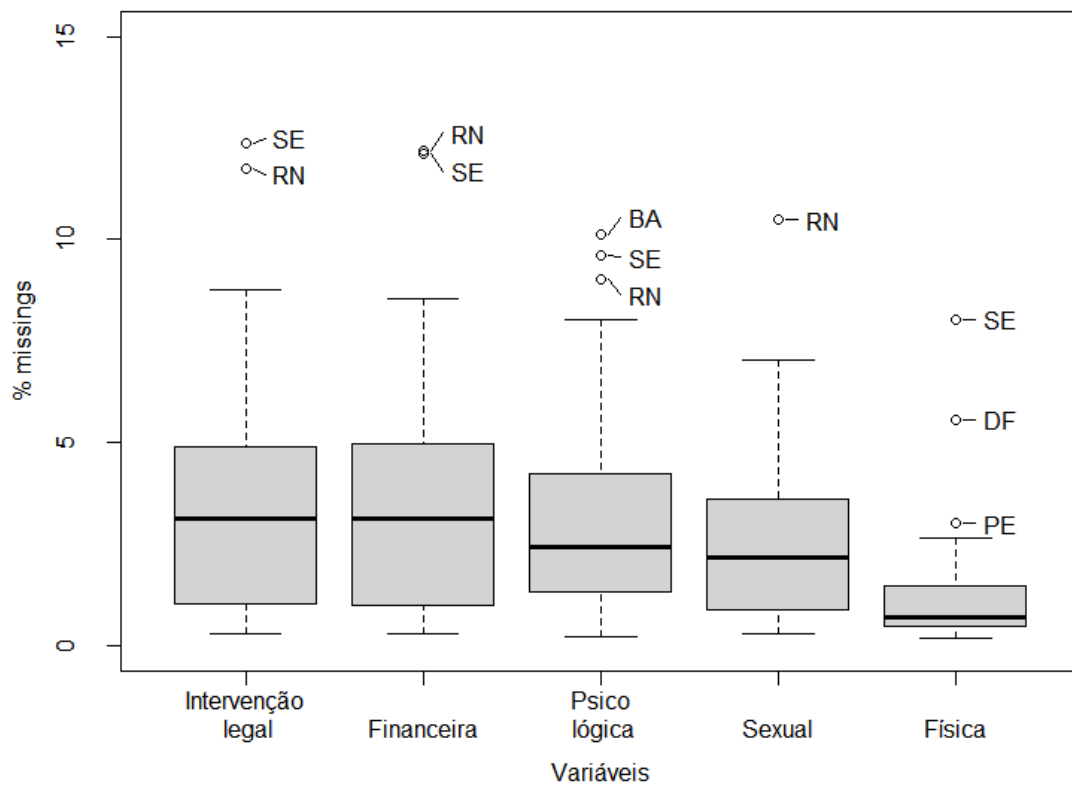 15
10
5
0
% missings
SE
RN
RN
SE
BA
SE
RN
RN
SE
DF
PE
Intervenção
legal
Financeira
Psico
lógica
Sexual
Física
Variáveis